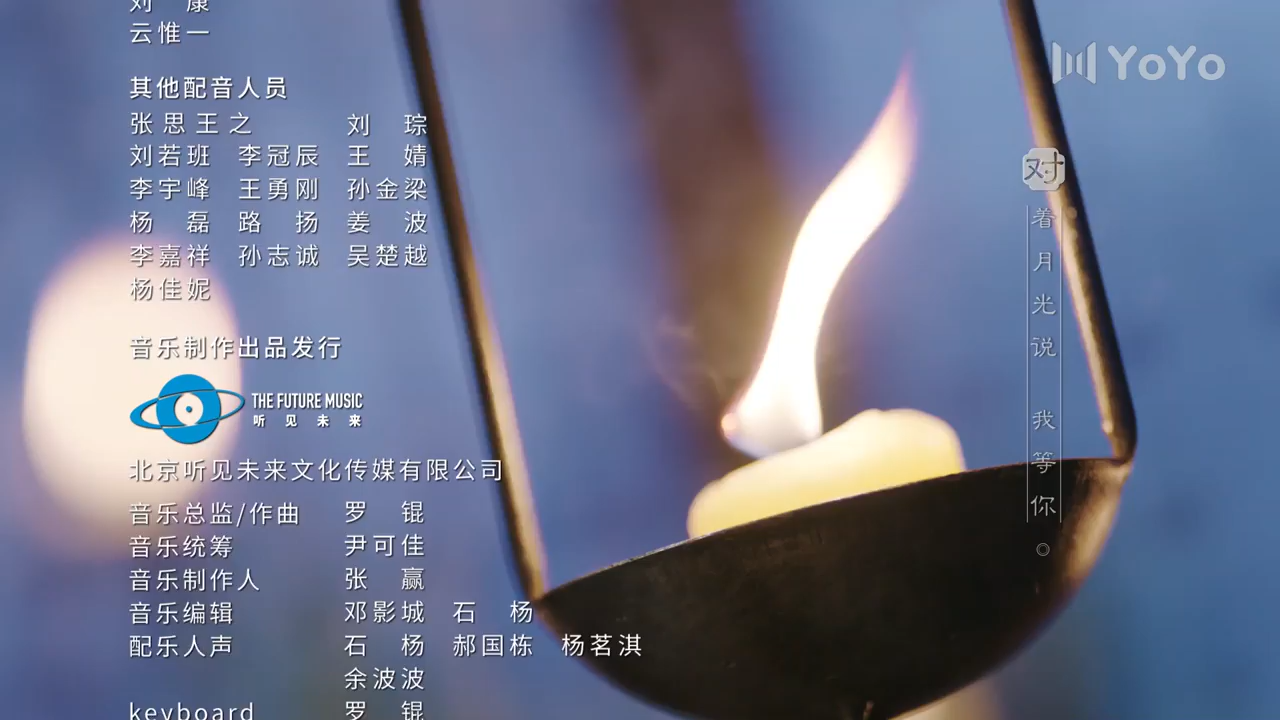 刘 康
云惟一
其他配音人员
张思王之 刘 琮
刘若班 李冠辰 王 婧
李宇峰 王勇刚 孙金梁
杨 磊 路 扬 姜 波
李嘉祥 孙志诚 吴楚越
杨佳妮
音乐制作出品发行
THE FUTURE MUSIC
听见未来
北京听见未来文化传媒有限公司
音乐总监/作曲 罗 锟
音乐统筹 尹可佳
音乐制作人 张 赢
音乐编辑 邓影城 石 杨
配乐人声 石 杨 郝国栋 杨茗淇
余波波
keyboard 罗 锟
YoYo
对着月光说 我等你